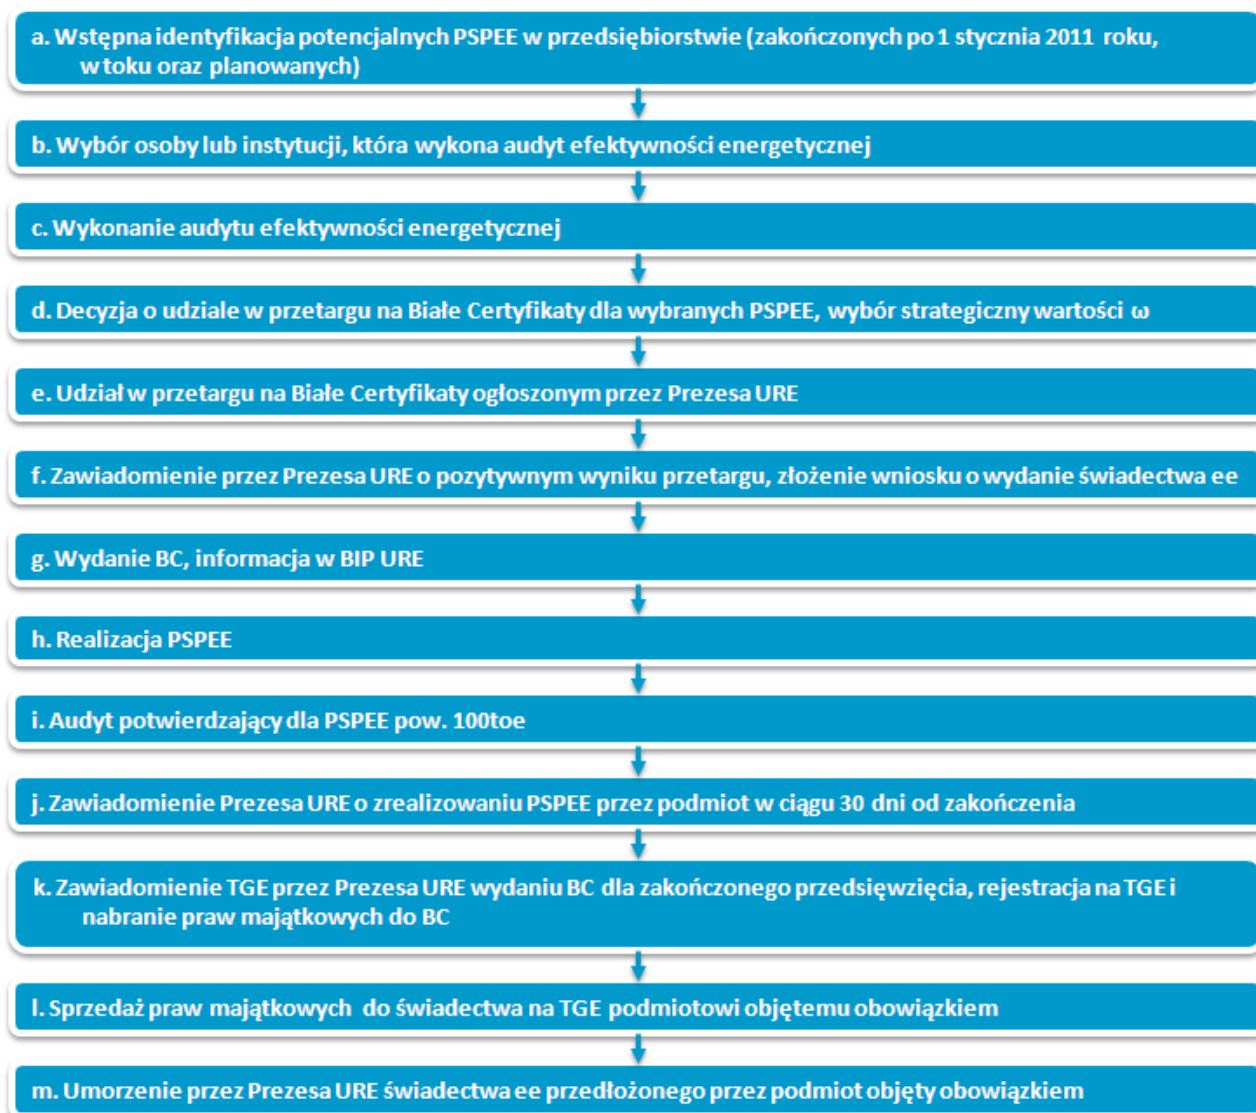 a. Wstępna identyfikacja potencjalnych PSPEE w przedsiębiorstwie (zakończonych po 1 stycznia 2011 roku,
w toku oraz planowanych)
b. Wybór osoby lub instytucji, która wykona audyt efektywności energetycznej
c. Wykonanie audytu efektywności energetycznej
d. Decyzja o udziale w przetargu na Białe Certyfikaty dla wybranych PSPEE, wybór strategiczny wartości ω
e. Udział w przetargu na Białe Certyfikaty ogłoszonym przez Prezesa URE
f. Zawiadomienie przez Prezesa URE o pozytywnym wyniku przetargu, złożenie wniosku o wydanie świadectwa ee
g. Wydanie BC, informacja w BIP URE
h. Realizacja PSPEE
i. Audyt potwierdzający dla PSPEE pow. 100toe
j. Zawiadomienie Prezesa URE o zrealizowaniu PSPEE przez podmiot w ciągu 30 dni od zakończenia
k. Zawiadomienie TGE przez Prezesa URE wydaniu BC dla zakończonego przedsięwzięcia, rejestracja na TGE i
nabranie praw majątkowych do BC
l. Sprzedaż praw majątkowych do świadectwa na TGE podmiotowi objętemu obowiązkiem
m. Umorzenie przez Prezesa URE świadectwa ee przedłożonego przez podmiot objęty obowiązkiem